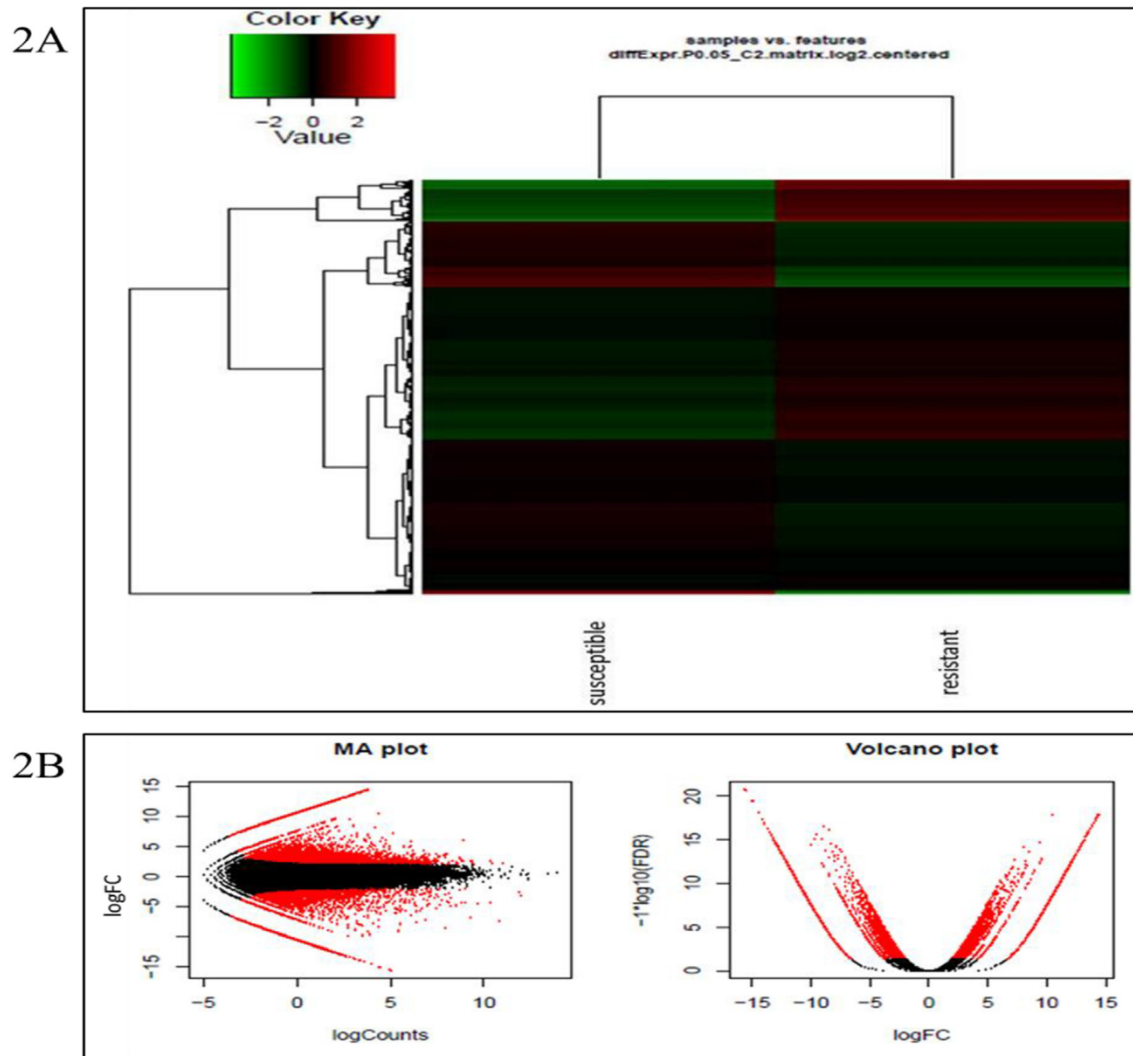 2A
Color Key
−2 0 2
Value
samples vs. features
diffExpr.P0.05_C2.matrix.log2.centered
susceptible
resistant
2B
MA plot
logFC
15
10
5
0
−5
−15
−5 0 5 10
logCounts
Volcano plot
−1*log10(FDR)
20
15
10
5
0
−15 −10 −5 0 5 10 15
logFC